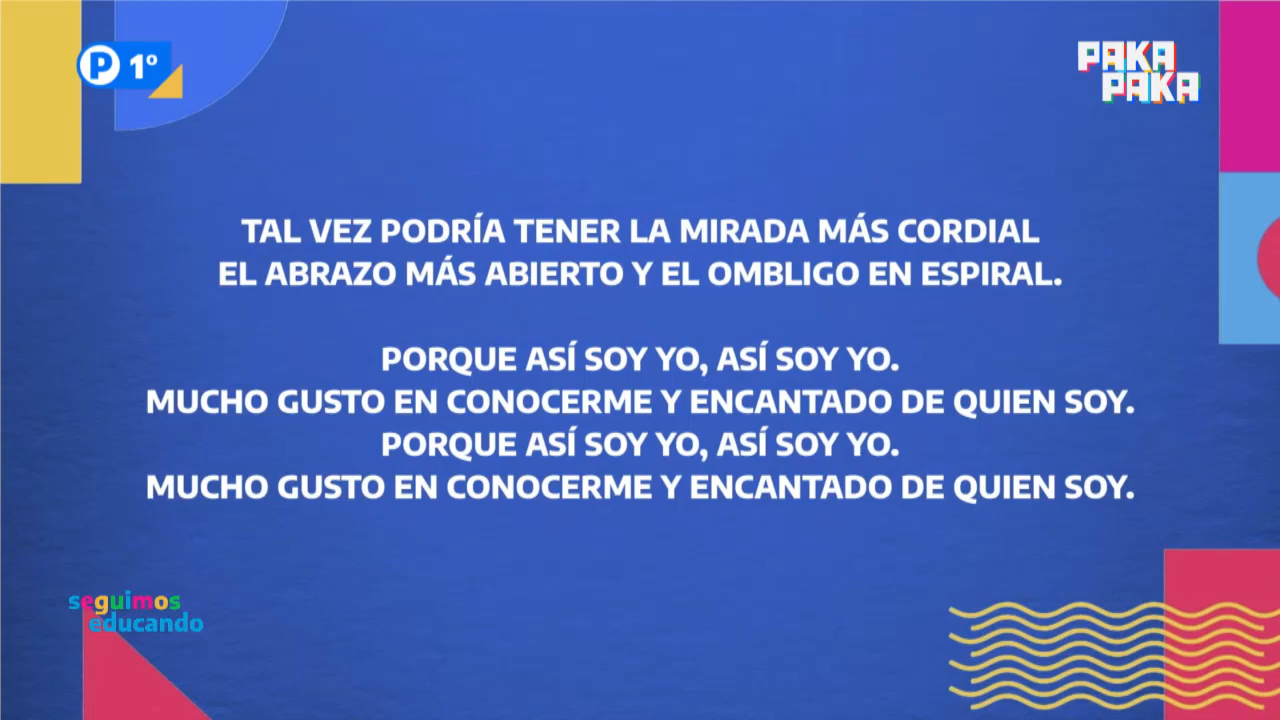 P 1º
PAKA
PAKA
TAL VEZ PODRÍA TENER LA MIRADA MÁS CORDIAL
EL ABRAZO MÁS ABIERTO Y EL OMBLIGO EN ESPIRAL.
PORQUE ASÍ SOY YO, ASÍ SOY YO.
MUCHO GUSTO EN CONOCERME Y ENCANTADO DE QUIEN SOY.
PORQUE ASÍ SOY YO, ASÍ SOY YO.
MUCHO GUSTO EN CONOCERME Y ENCANTADO DE QUIEN SOY.
seguimos
educando